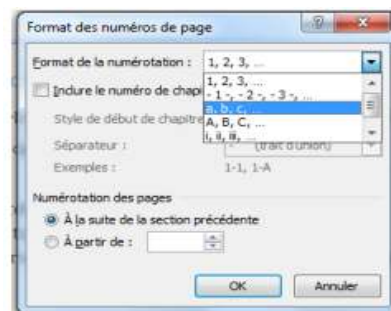 Format des numéros de page
Format de la numérotation : 1, 2, 3, ...
1, 2, 3, ...
- 1 -, - 2 -, - 3 -, ...
Indure le numéro de chapi
a, b, c, ...
Style de début de chapitre
A, B, C, ...
i, ii, iii, ...
Séparateur : - (trait d'union)
Exemples : 1-1, 1-A
Numérotation des pages
À la suite de la section précédente
À partir de :
OK Annuler